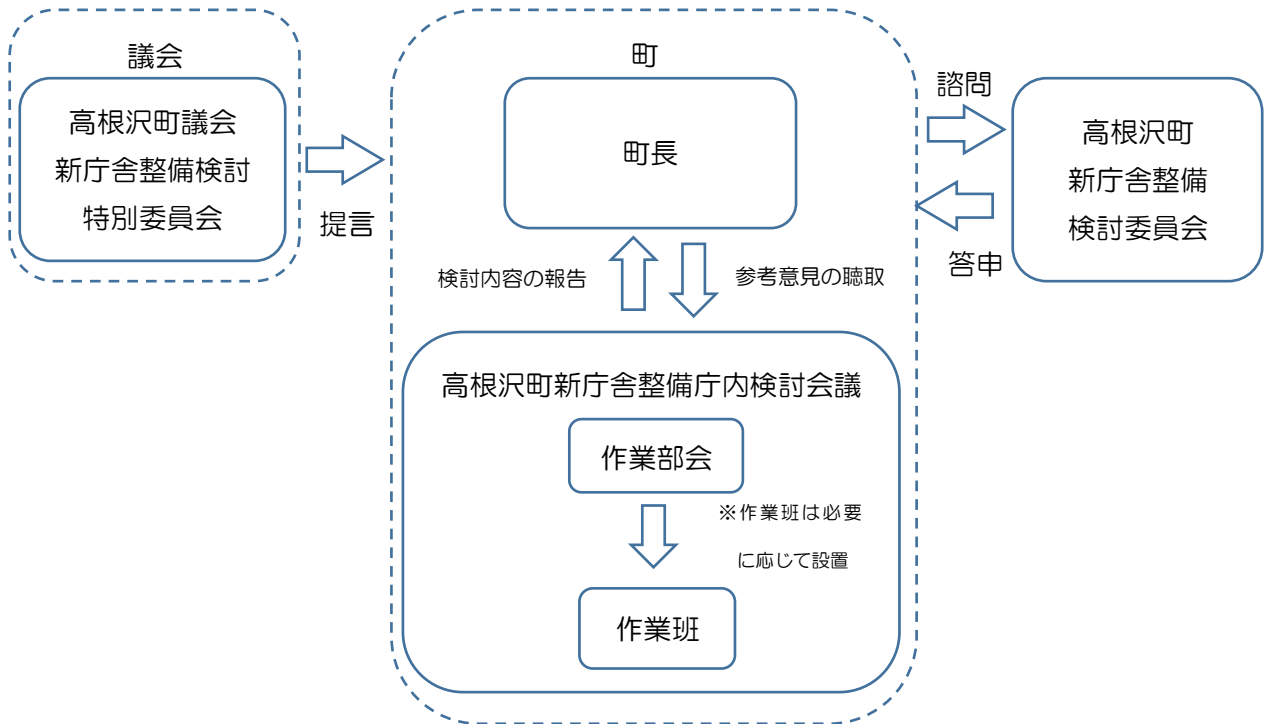 議会
高根沢町議会
新庁舎整備検討
特別委員会
提言
町
町長
検討内容の報告
参考意見の聴取
高根沢町新庁舎整備庁内検討会議
作業部会
※作業班は必要
に応じて設置
作業班
諮問
答申
高根沢町
新庁舎整備
検討委員会